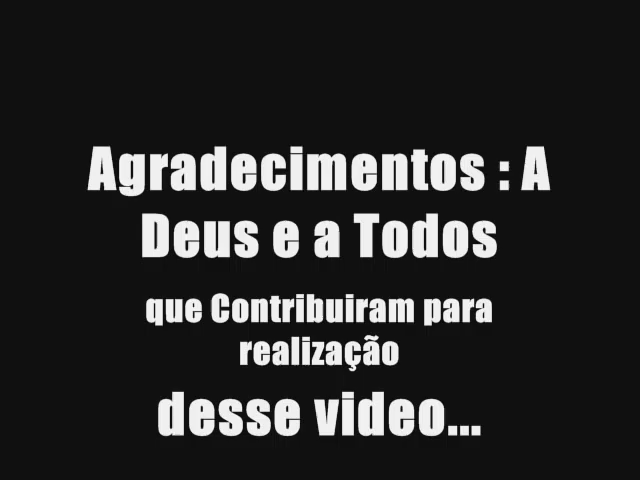 Agradecimentos : A
Deus e a Todos
que Contribuiram para
realização
desse video...